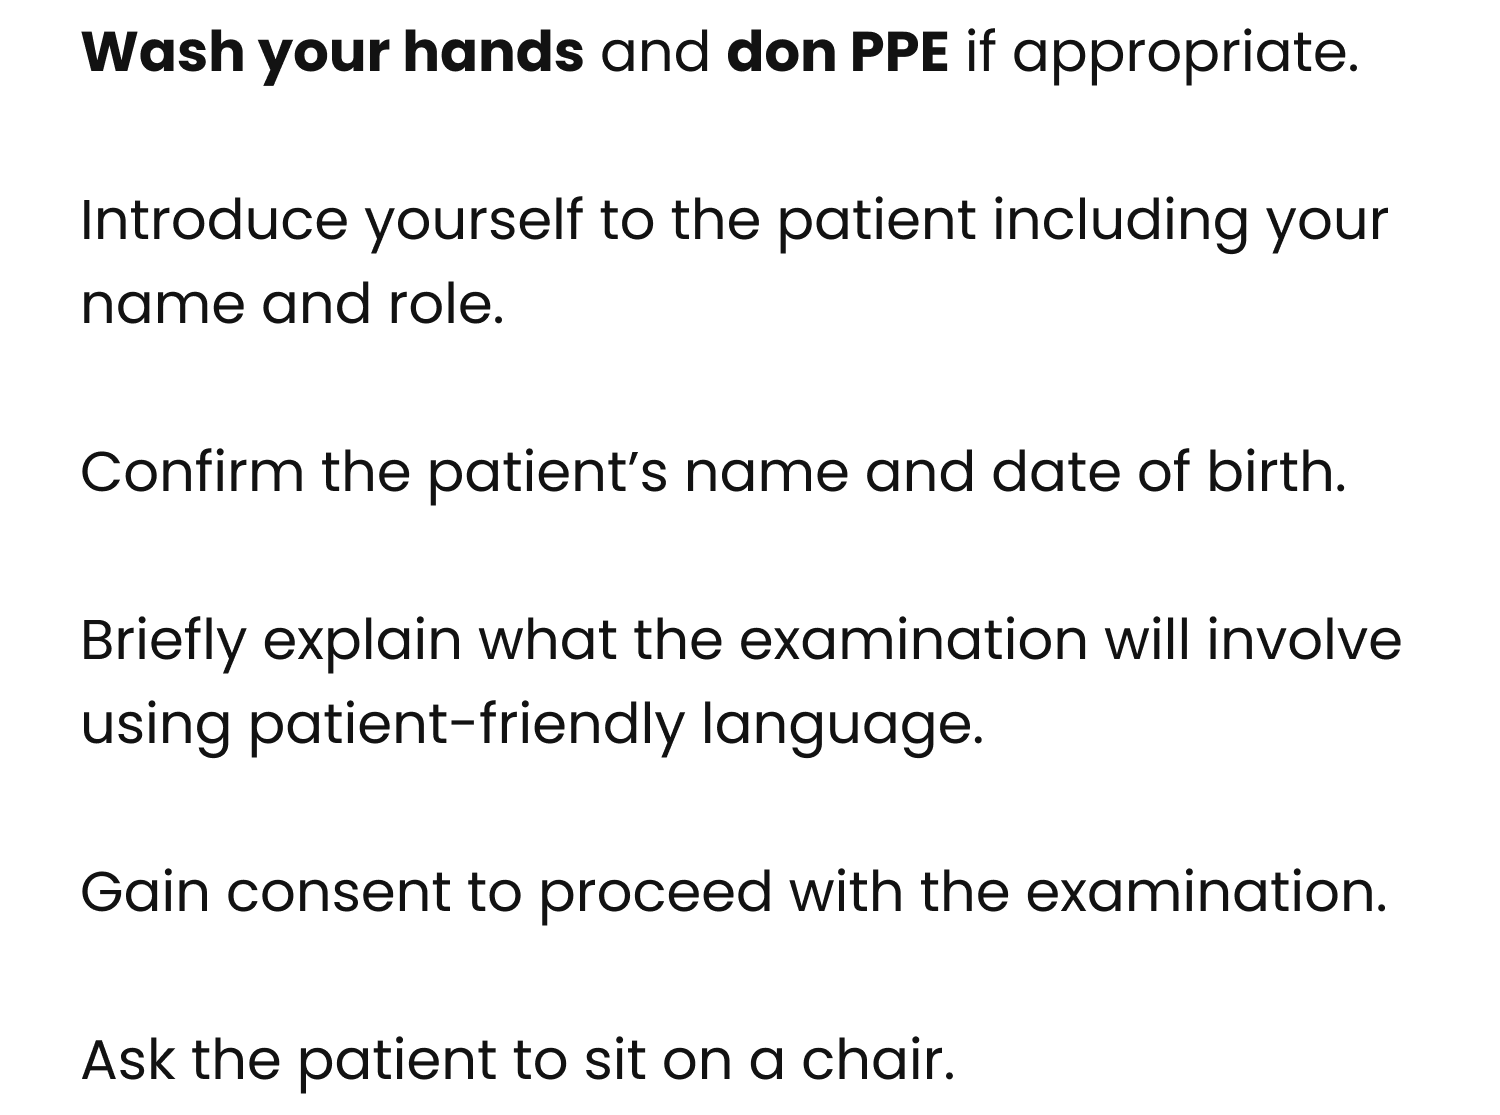 Wash your hands and don PPE if appropriate.
Introduce yourself to the patient including your
name and role.
Confirm the patient’s name and date of birth.
Briefly explain what the examination will involve
using patient-friendly language.
Gain consent to proceed with the examination.
Ask the patient to sit on a chair.